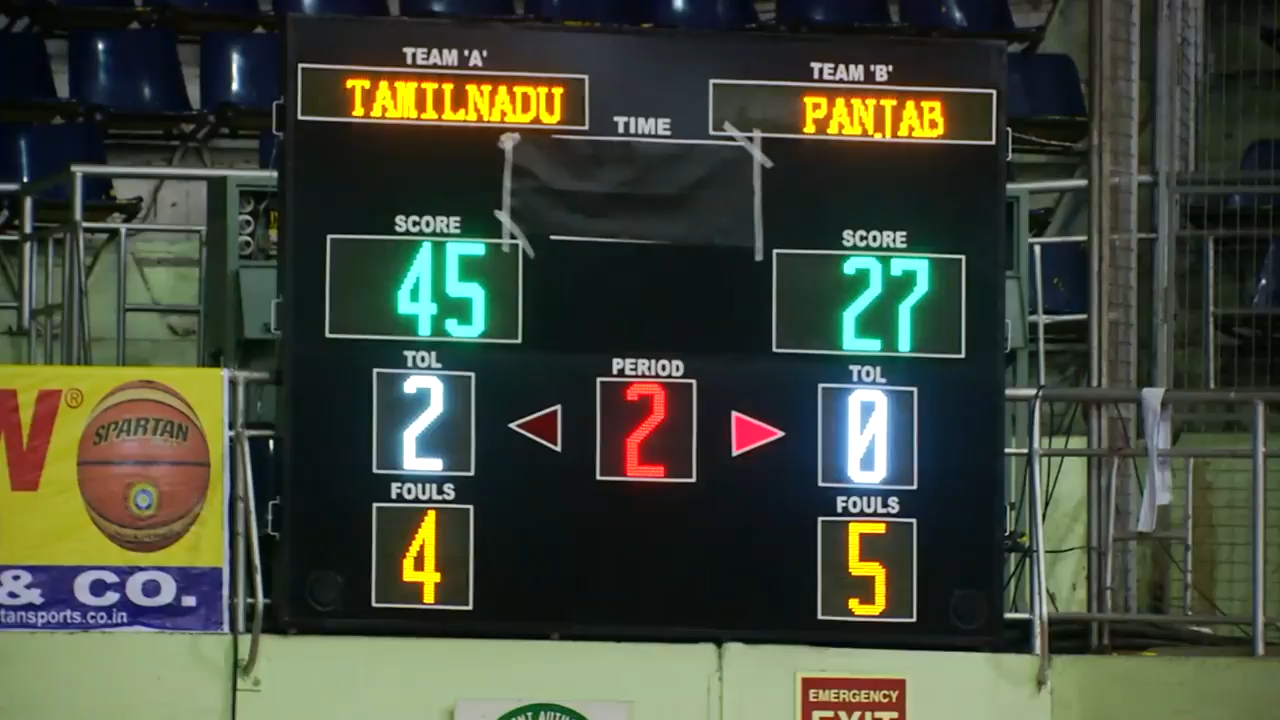 TEAM 'A'
TEAM 'B'
TAMILNADU
PANJAB
TIME
SCORE
SCORE
45
27
TOL
PERIOD
TOL
2
2
0
FOULS
FOULS
4
5
W®
SPARTAN
& CO.
tansports.co.in
EMERGENCY
EXIT